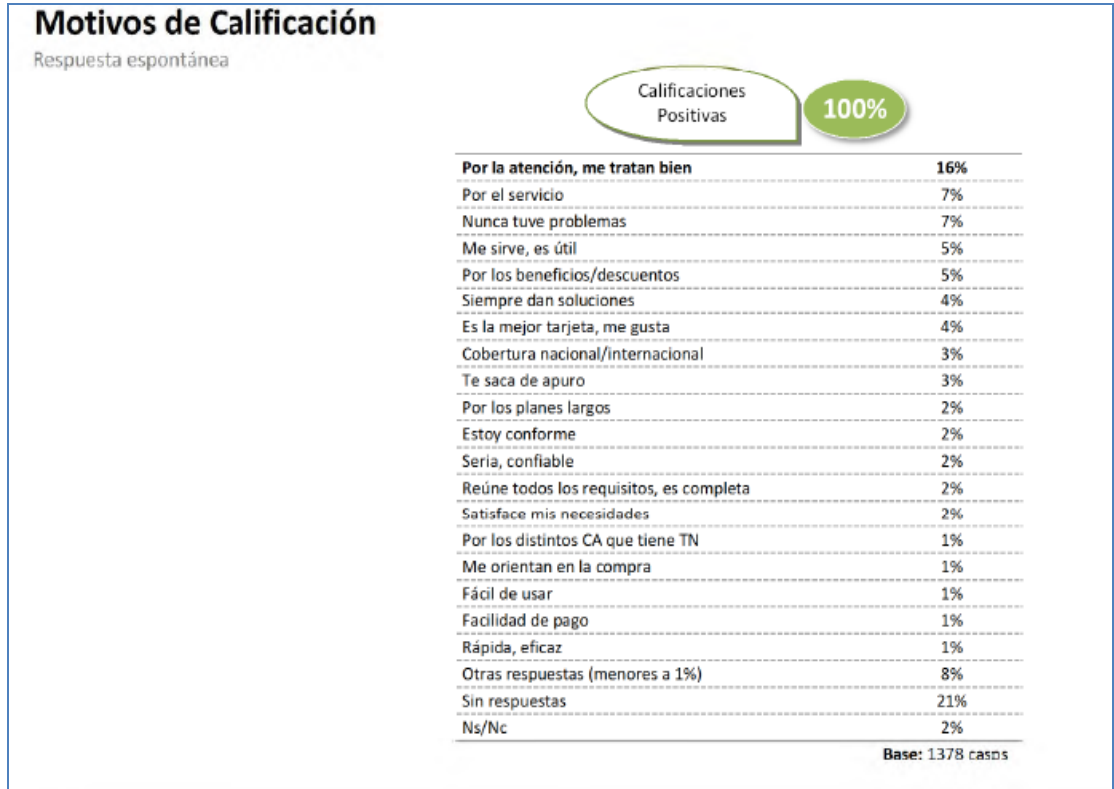 Motivos de Calificación
Respuesta espontánea
Calificaciones
Positivas
100%
Por la atención, me tratan bien 16%
Por el servicio 7%
Nunca tuve problemas 7%
Me sirve, es útil 5%
Por los beneficios/descuentos 5%
Siempre dan soluciones 4%
Es la mejor tarjeta, me gusta 4%
Cobertura nacional/internacional 3%
Te saca de apuro 3%
Por los planes largos 2%
Estoy conforme 2%
Seria, confiable 2%
Reúne todos los requisitos, es completa 2%
Satisface mis necesidades 2%
Por los distintos CA que tiene TN 1%
Me orientan en la compra 1%
Fácil de usar 1%
Facilidad de pago 1%
Rápida, eficaz 1%
Otras respuestas (menores a 1%) 8%
Sin respuestas 21%
Ns/Nc 2%
Base: 1378 casos